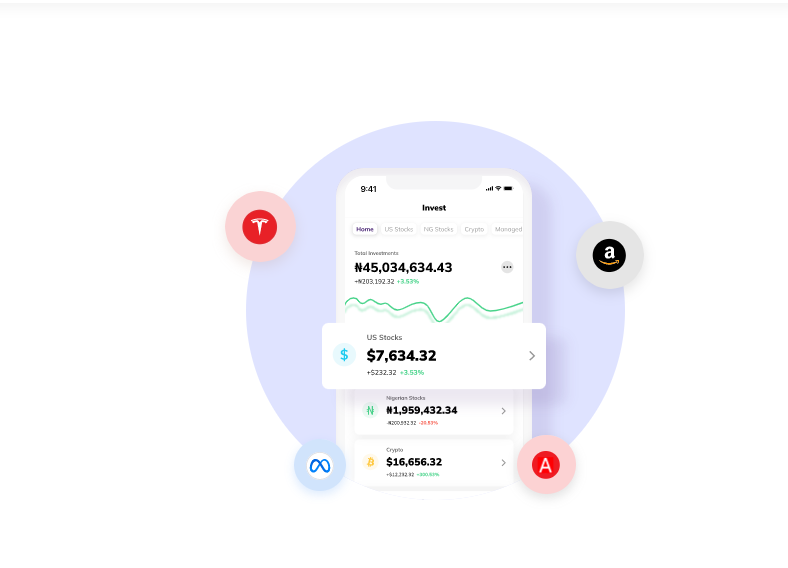 9:41
Invest
Home US Stocks NG Stocks Crypto Managed
Total Investments
₦45,034,634.43
+₦203,192.32 +3.53%
US Stocks
$ $7,634.32
+$232.32 +3.53%
Nigerian Stocks
₦ ₦1,959,432.34
-₦200,932.32 -20.53%
Crypto
₿ $16,656.32
+$12,292.92 +300.93%
a
A